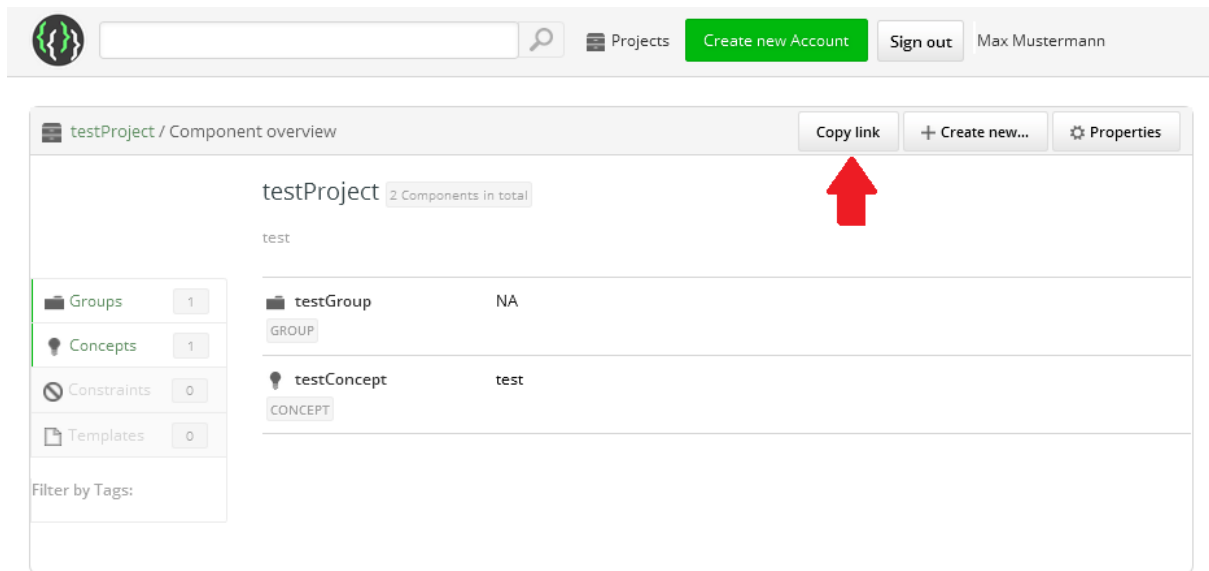 Projects Create new Account Sign out Max Mustermann
testProject / Component overview Copy link Create new... Properties
testProject 2 Components in total
test
Groups 1
Concepts 1
Constraints 0
Templates 0
Filter by Tags:
testGroup NA
GROUP
testConcept test
CONCEPT